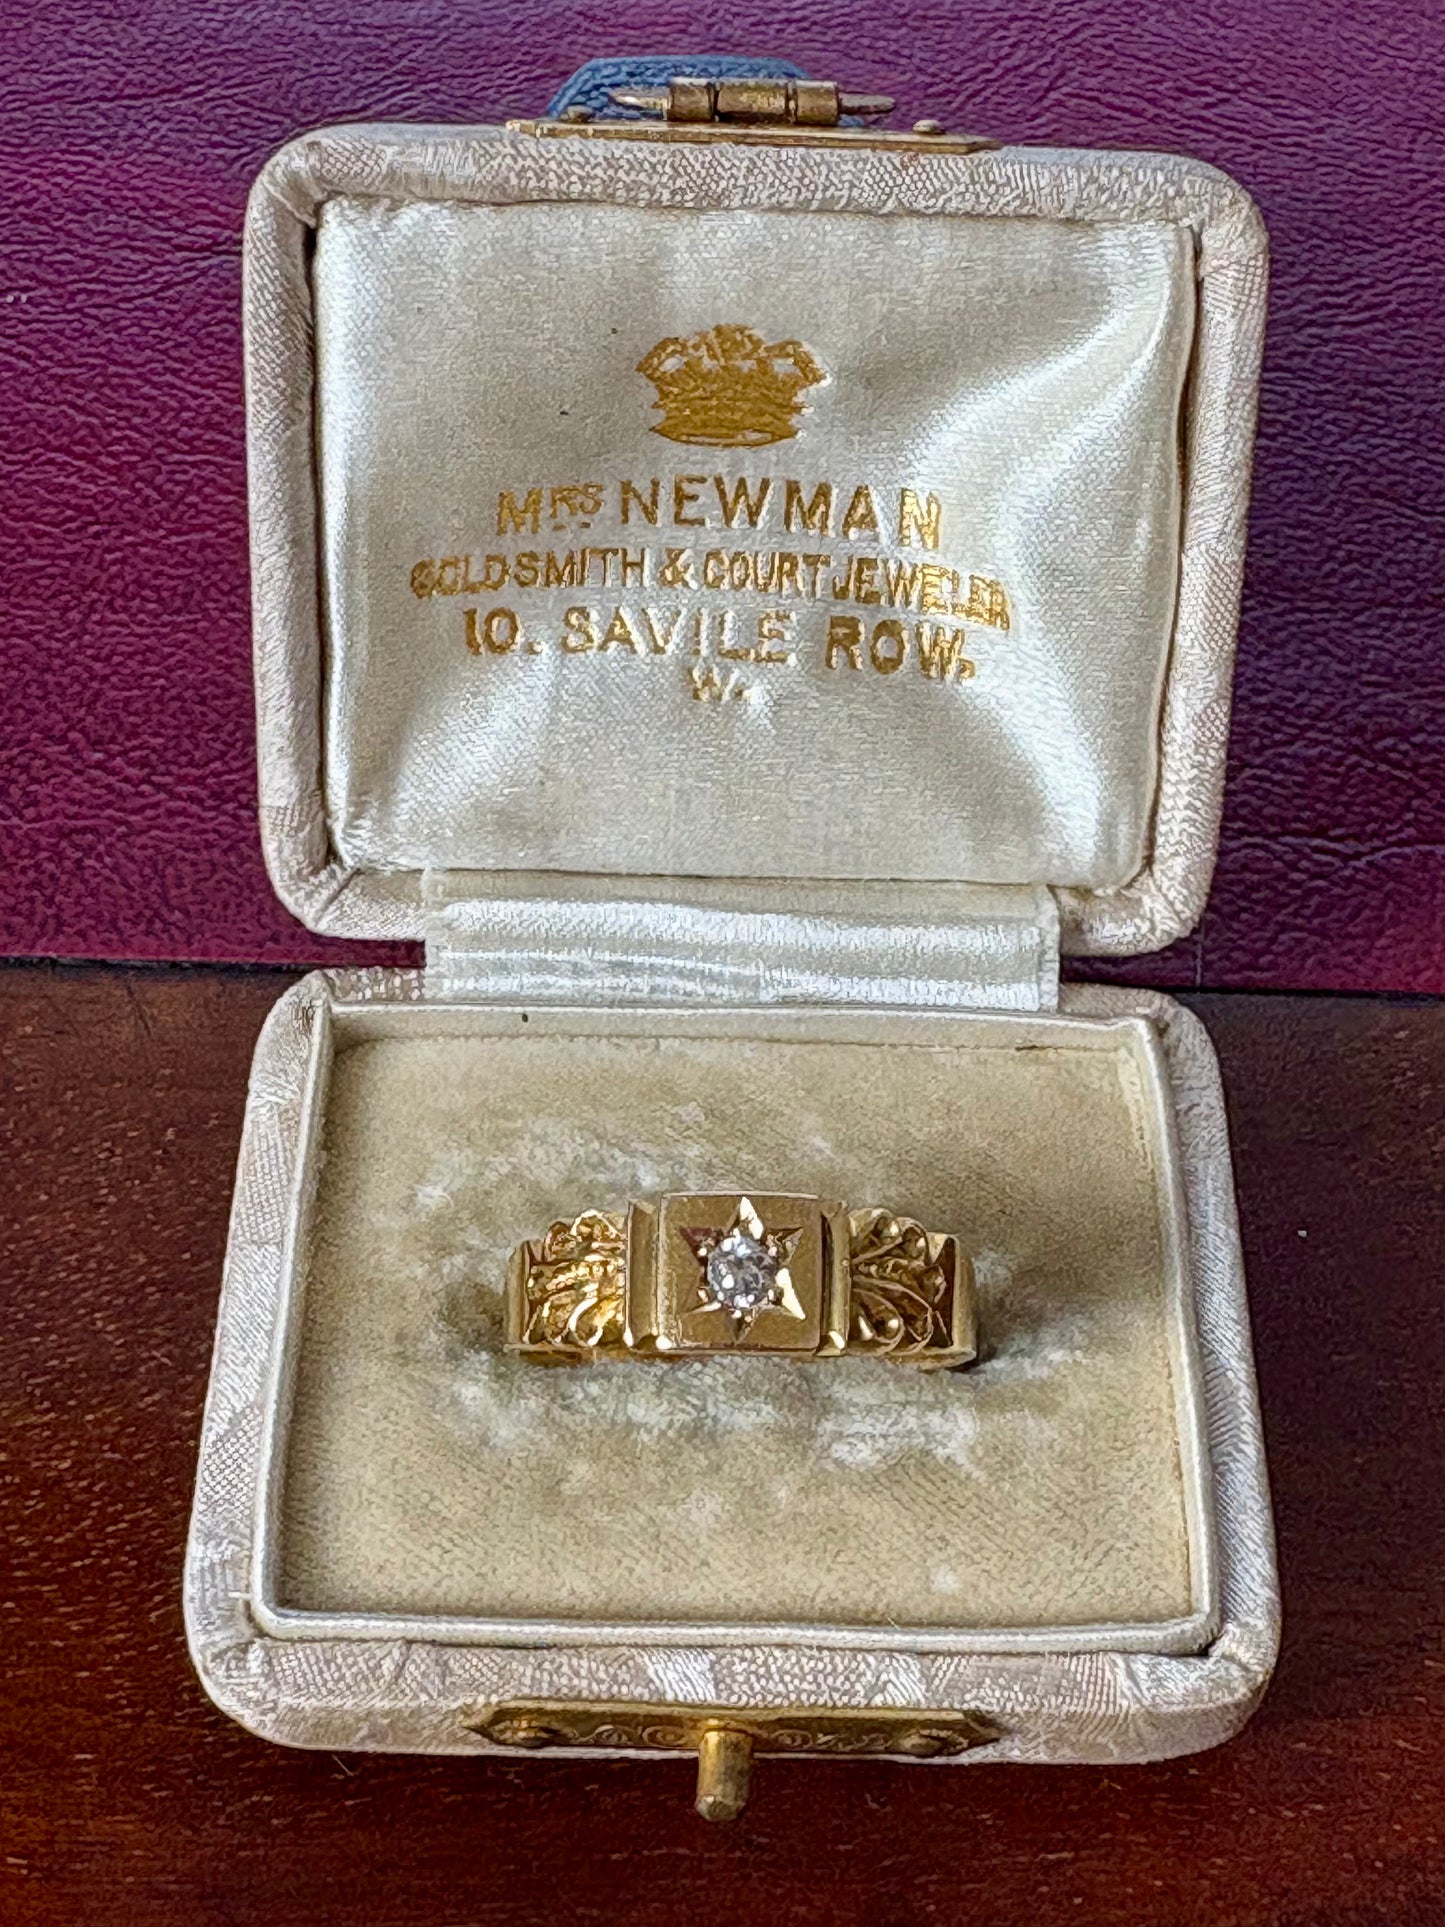 MRS NEWMAN
GOLDSMITH & COURT JEWELER
10. SAVILE ROW.
W.